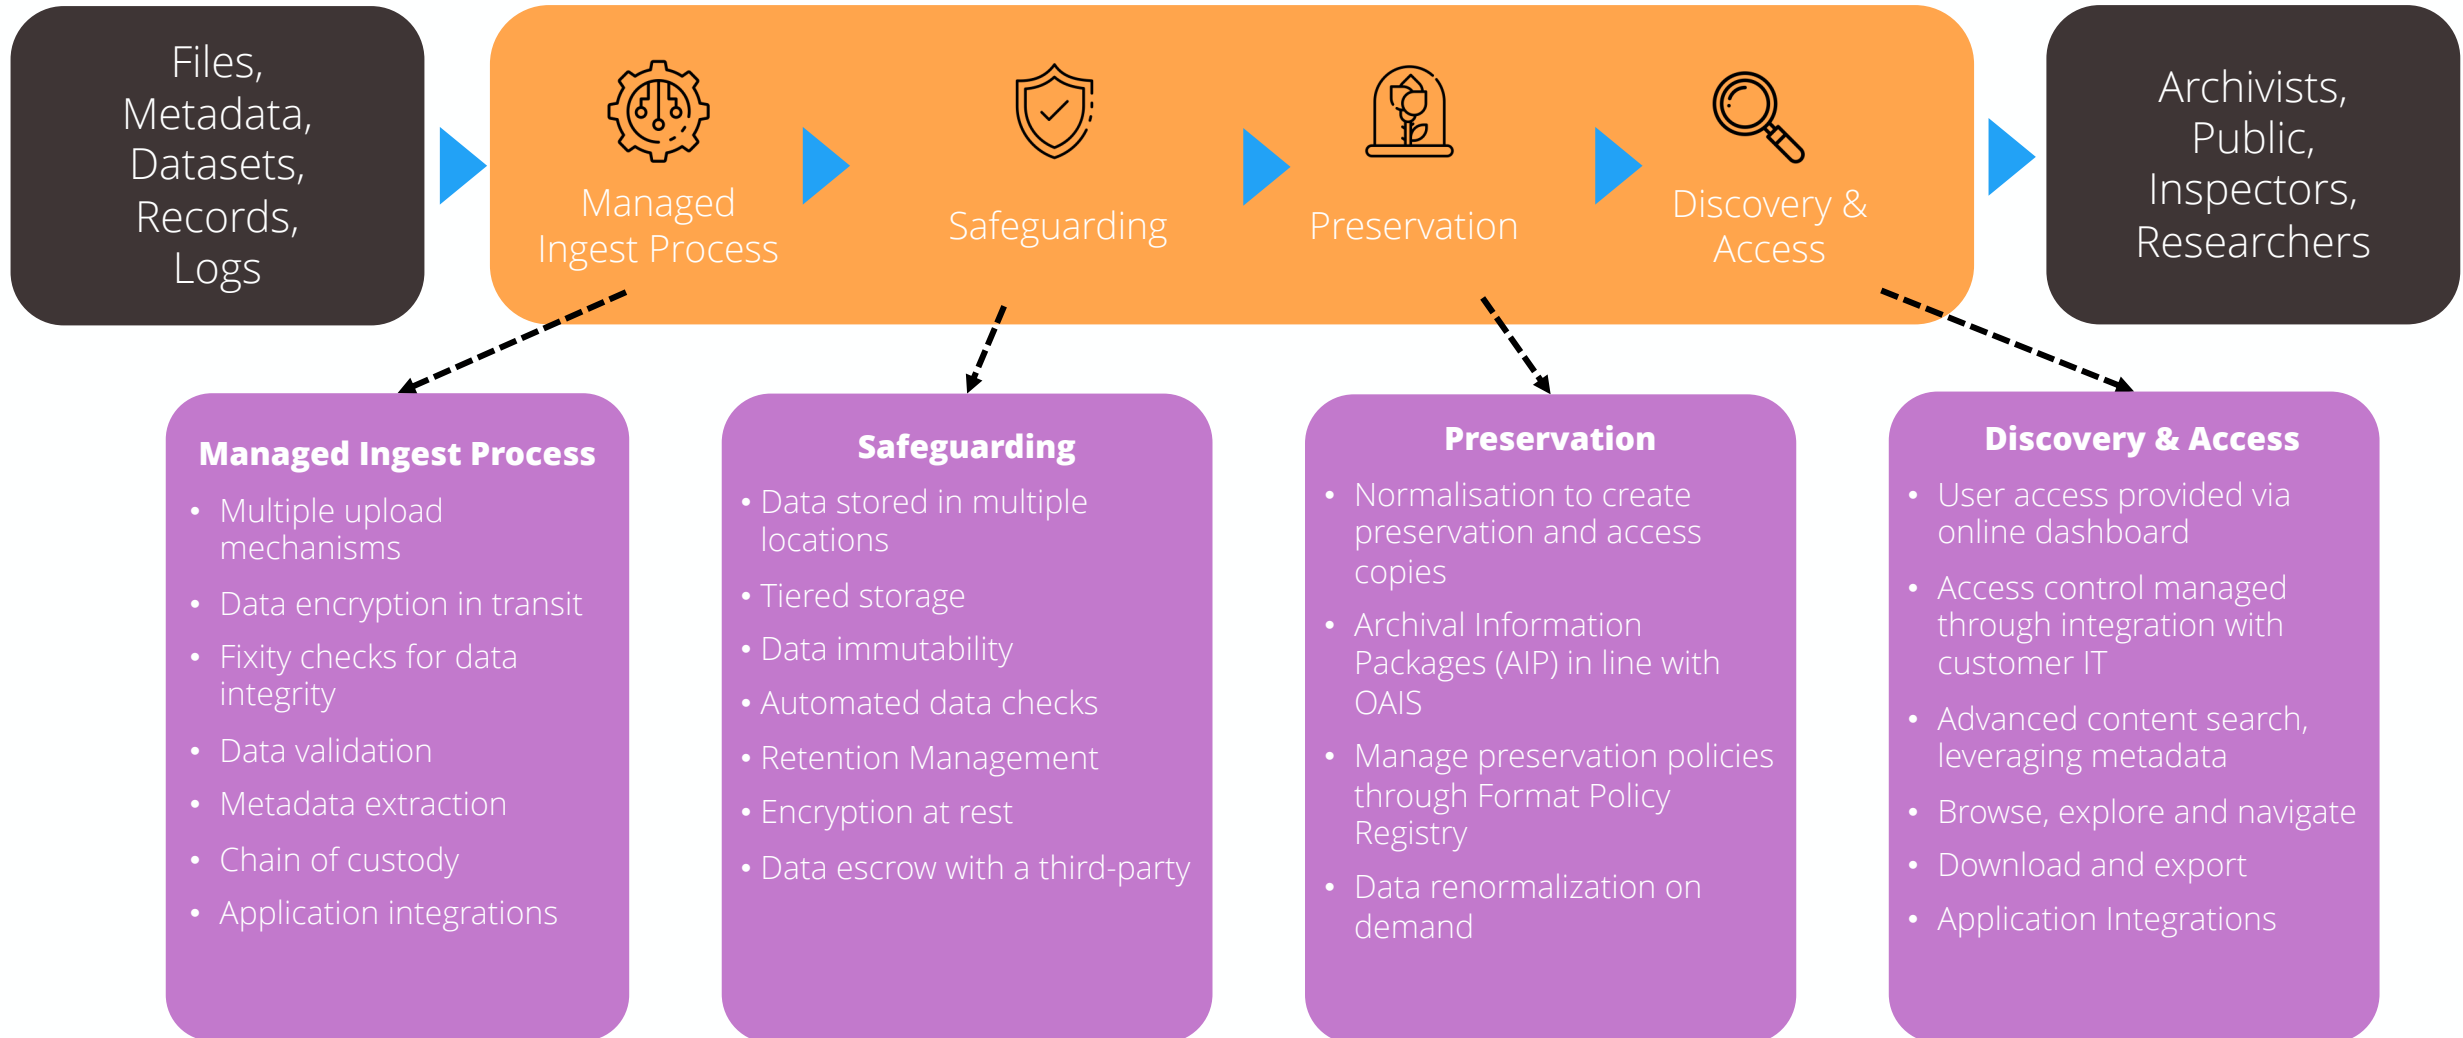 Files,
Metadata,
Datasets,
Records,
Logs
Managed
Ingest Process
Safeguarding
Preservation
Discovery &
Access
Archivists,
Public,
Inspectors,
Researchers
Managed Ingest Process
• Multiple upload
mechanisms
• Data encryption in transit
• Fixity checks for data
integrity
• Data validation
• Metadata extraction
• Chain of custody
• Application integrations
Safeguarding
• Data stored in multiple
locations
• Tiered storage
• Data immutability
• Automated data checks
• Retention Management
• Encryption at rest
• Data escrow with a third-party
Preservation
• Normalisation to create
preservation and access
copies
• Archival Information
Packages (AIP) in line with
OAIS
• Manage preservation policies
through Format Policy
Registry
• Data renormalization on
demand
Discovery & Access
• User access provided via
online dashboard
• Access control managed
through integration with
customer IT
• Advanced content search,
leveraging metadata
• Browse, explore and navigate
• Download and export
• Application Integrations